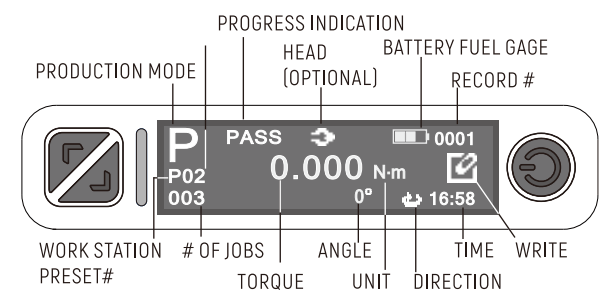 PROGRESS INDICATION
HEAD
(OPTIONAL)
BATTERY FUEL GAGE
PRODUCTION MODE
RECORD #
P
PASS
0001
P02
0.000 N·m
003
0°
16:58
WORK STATION
PRESET#
# OF JOBS
ANGLE
TIME
WRITE
TORQUE
UNIT
DIRECTION